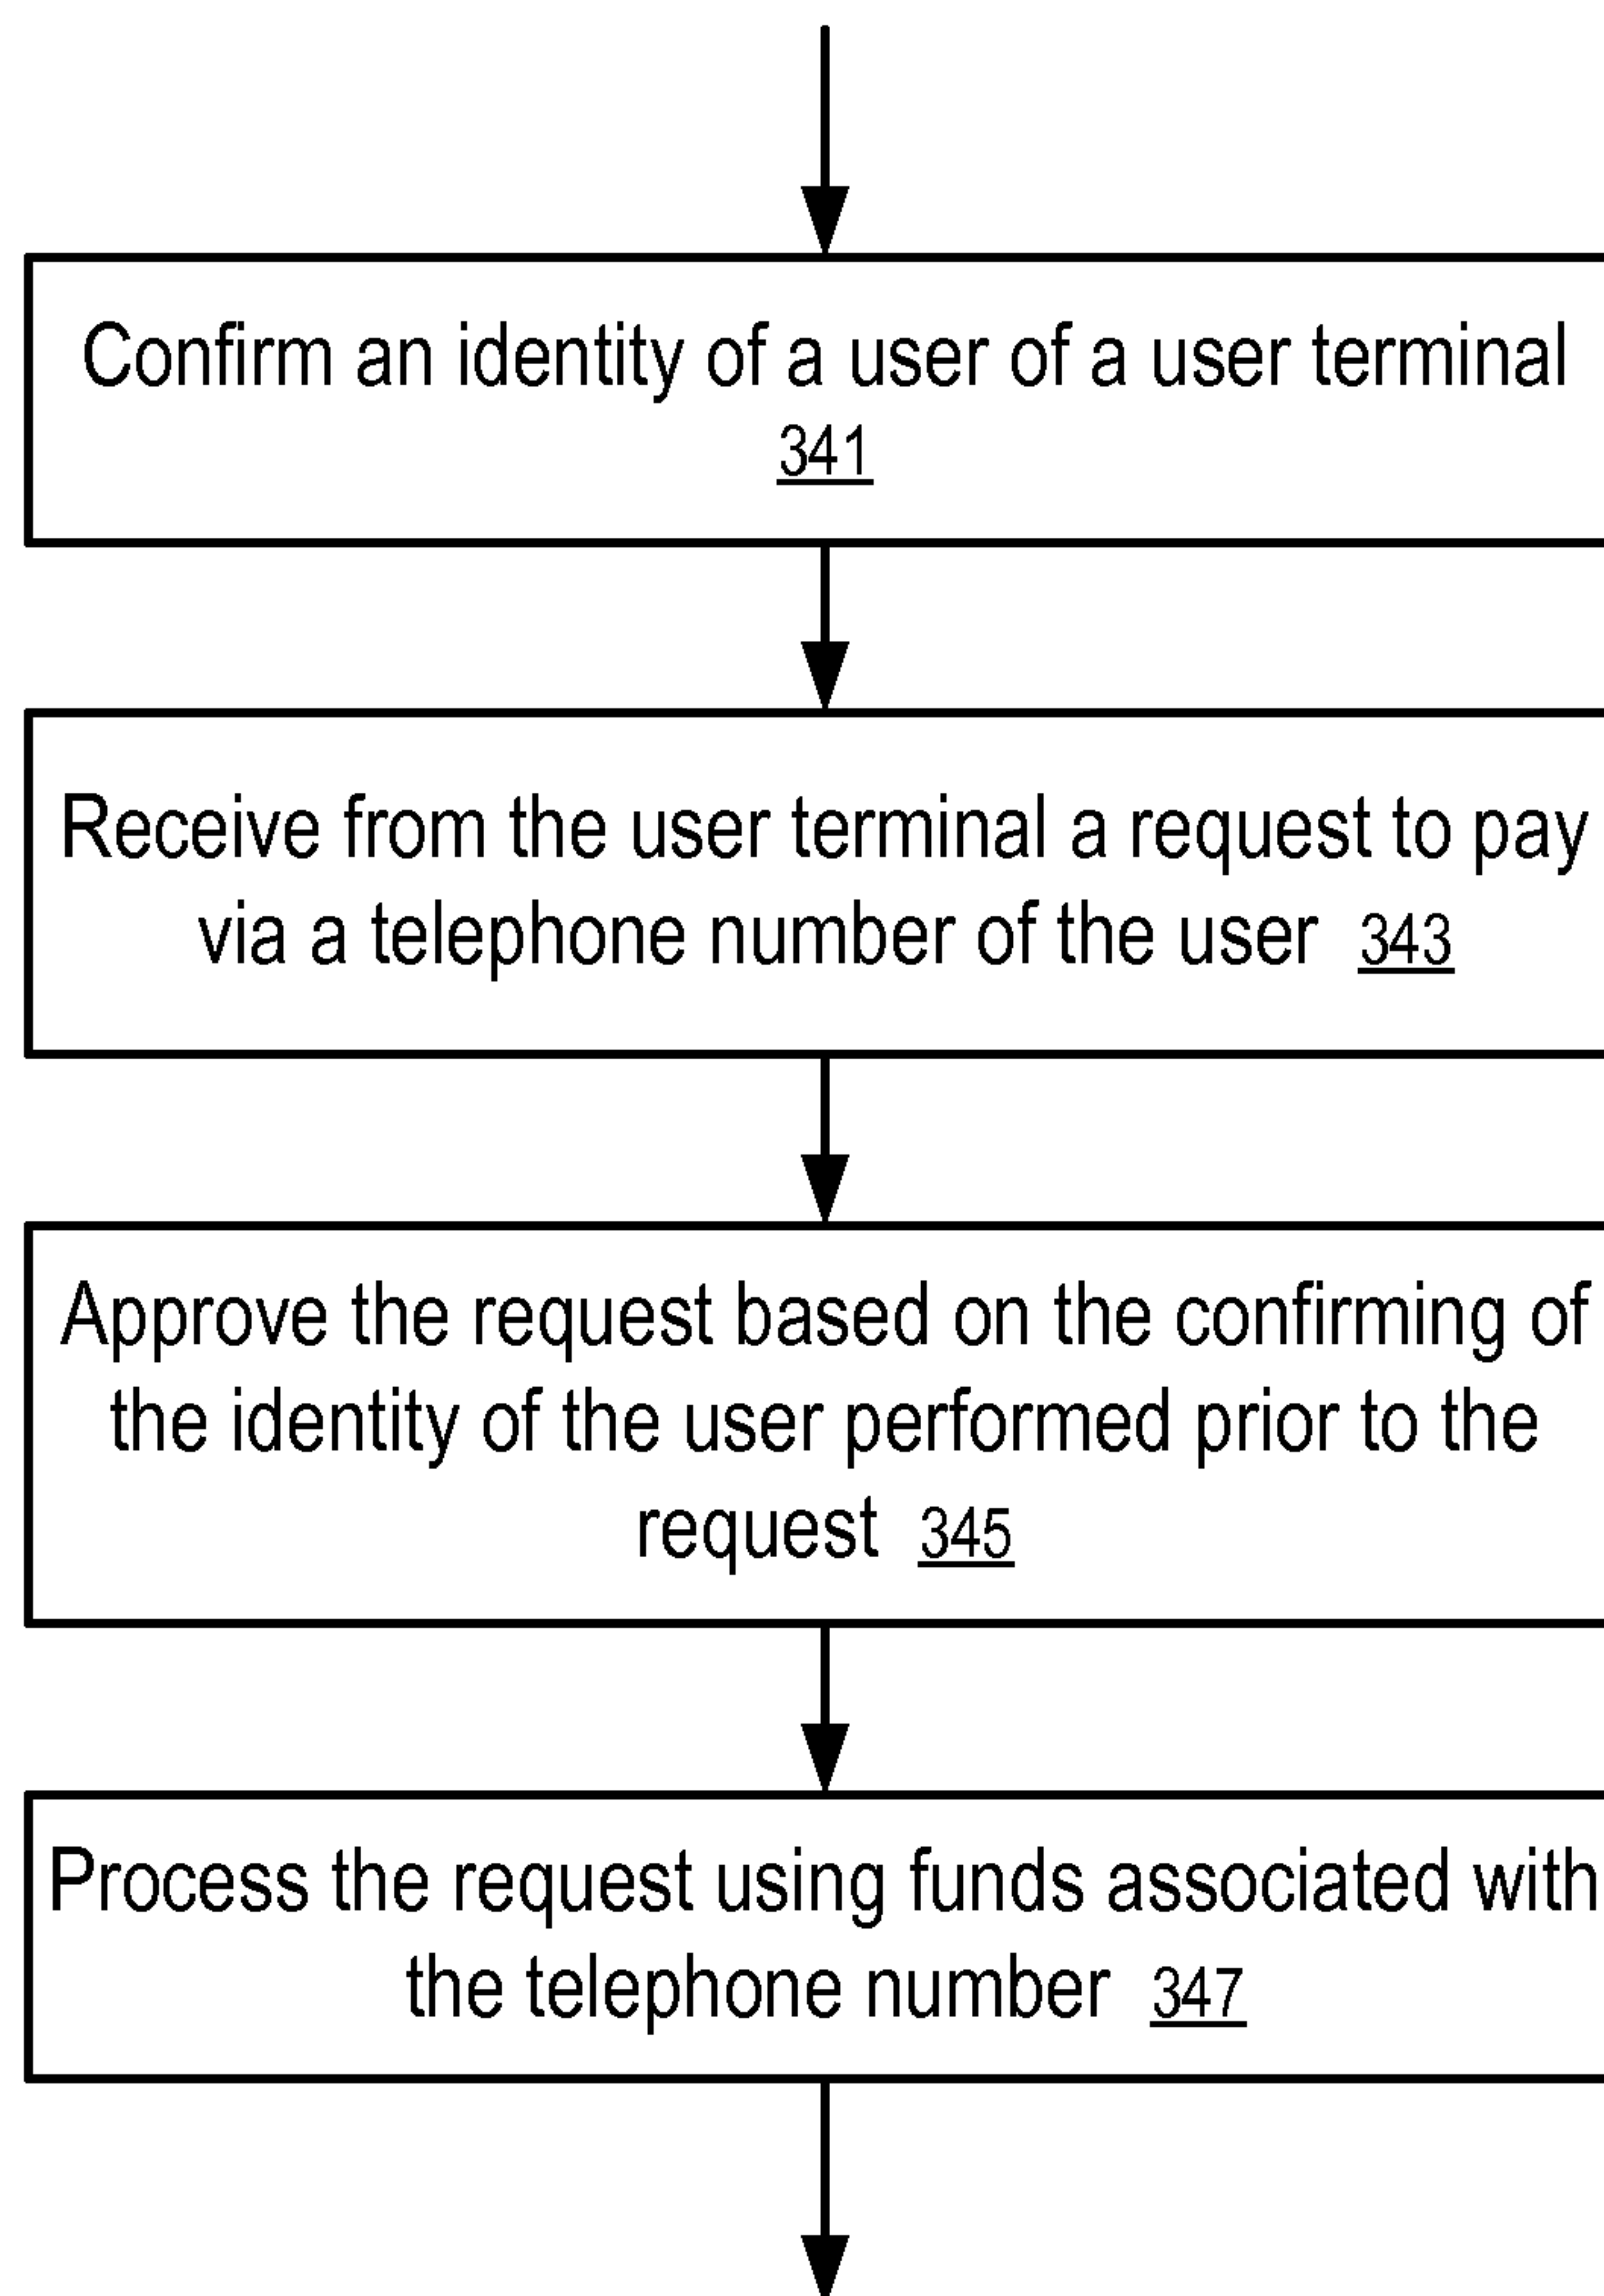 Confirm an identity of a user of a user terminal
341
Receive from the user terminal a request to pay
via a telephone number of the user 343
Approve the request based on the confirming of
the identity of the user performed prior to the
request 345
Process the request using funds associated with
the telephone number 347